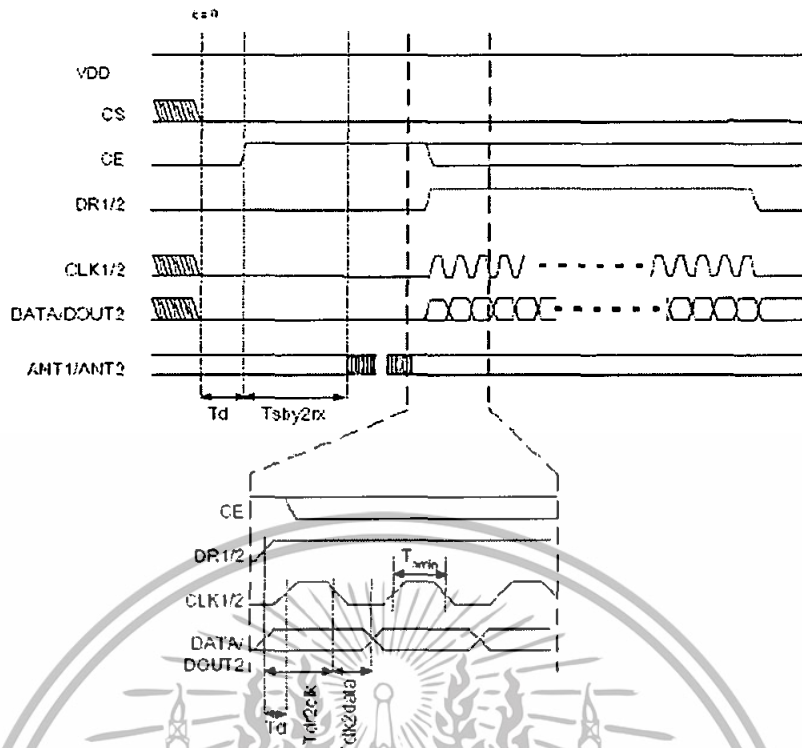 VDD
CS
CE
DR1/2
CLK1/2
DATA/DOUT2
ANT1/ANT2
Td
Tsby2rx
CE
DR1/2
CLK1/2
DATA/
DOUT2
Td
Tdr2clk
Tclk2data